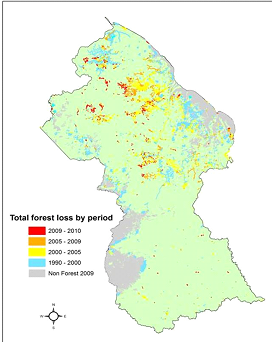 Total forest loss by period
2009 - 2010
2005 - 2009
2000 - 2005
1990 - 2000
Non Forest 2009
N
W E
S